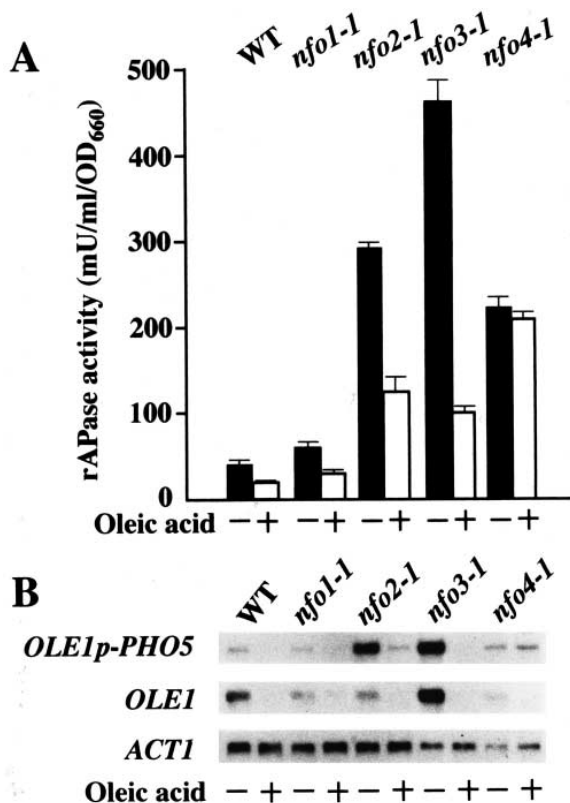 A
WT nfo1-1 nfo2-1 nfo3-1 nfo4-1
rAPase activity (mU/ml/OD660)
500
400
300
200
100
0
Oleic acid − + − + − + − + − +
B
WT nfo1-1 nfo2-1 nfo3-1 nfo4-1
OLE1p-PHO5
OLE1
ACT1
Oleic acid − + − + − + − + − +